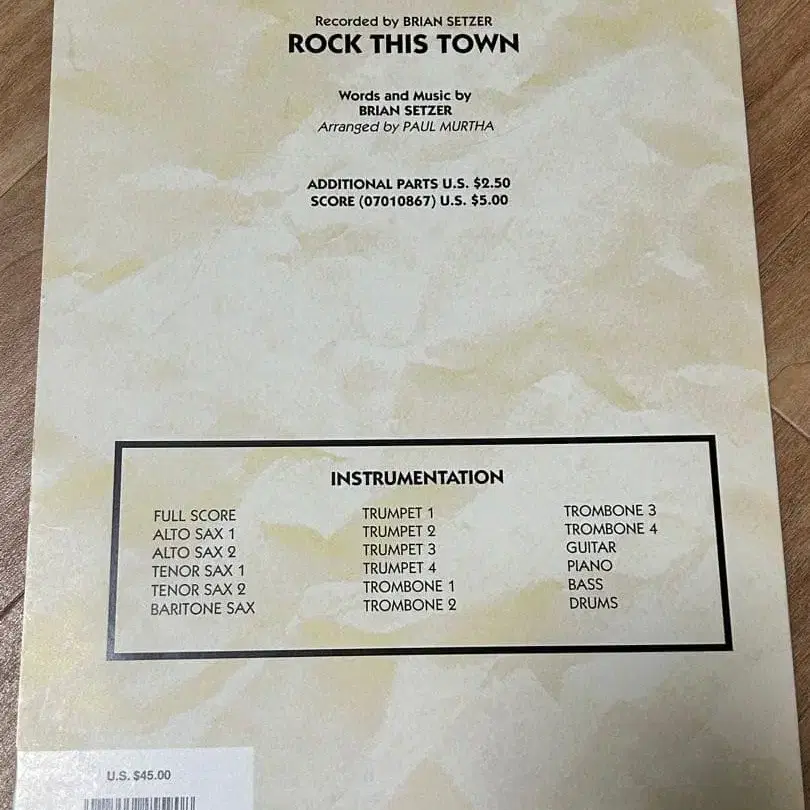 Recorded by BRIAN SETZER
ROCK THIS TOWN
Words and Music by
BRIAN SETZER
Arranged by PAUL MURTHA
ADDITIONAL PARTS U.S. $2.50
SCORE (07010867) U.S. $5.00
INSTRUMENTATION
FULL SCORE
ALTO SAX 1
ALTO SAX 2
TENOR SAX 1
TENOR SAX 2
BARITONE SAX
TRUMPET 1
TRUMPET 2
TRUMPET 3
TRUMPET 4
TROMBONE 1
TROMBONE 2
TROMBONE 3
TROMBONE 4
GUITAR
PIANO
BASS
DRUMS
U.S. $45.00